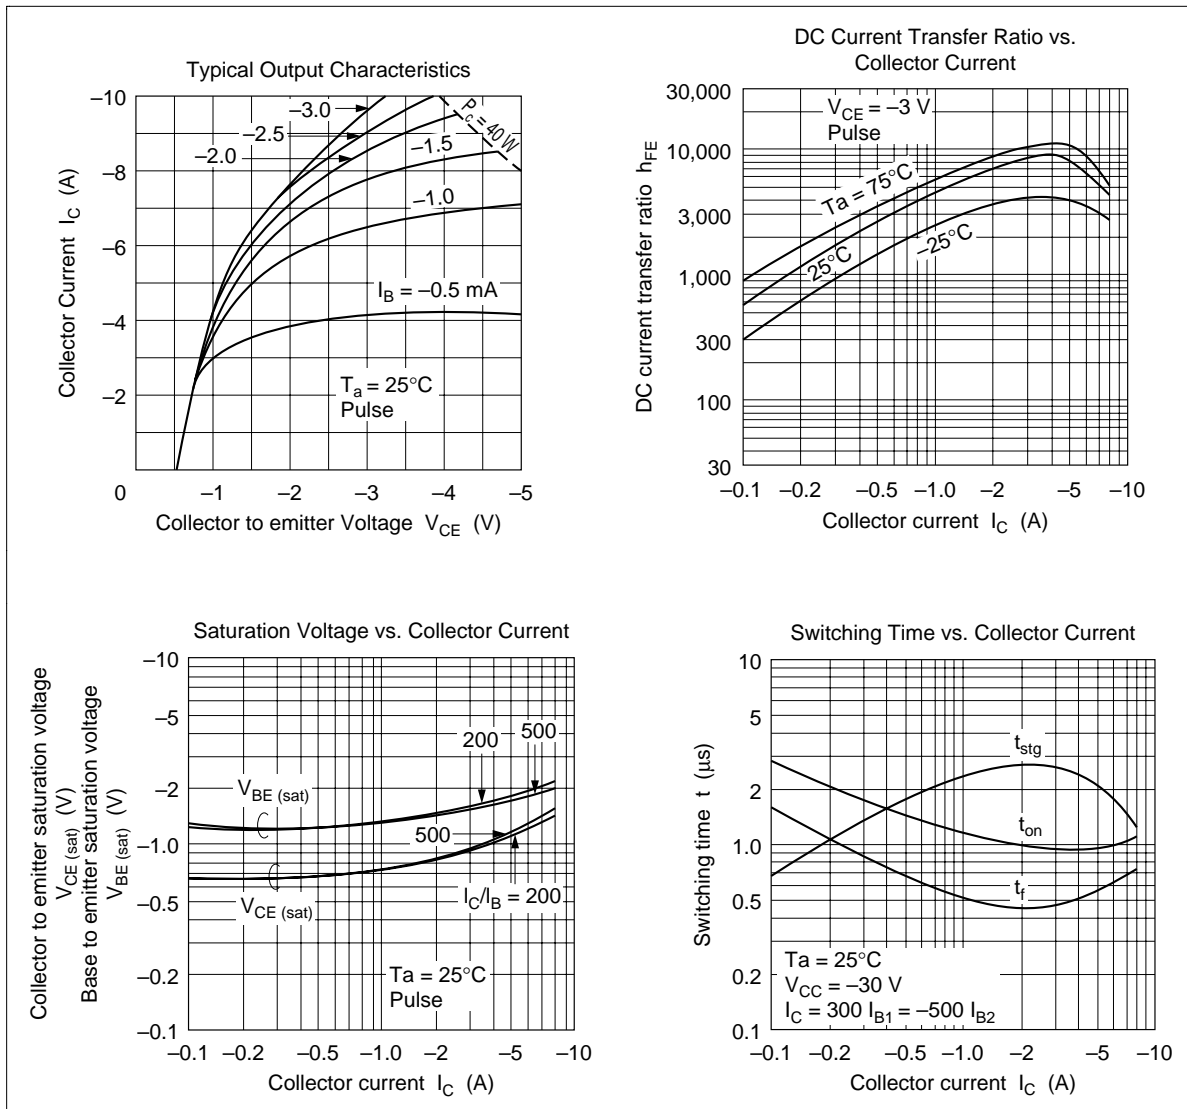 Typical Output Characteristics
–10
–8
–6
–4
–2
0
–1
–2
–3
–4
–5
Collector Current I_C (A)
Collector to emitter Voltage V_CE (V)
–3.0
–2.5
–2.0
P_c = 40 W
–1.5
–1.0
I_B = –0.5 mA
T_a = 25°C
Pulse
DC Current Transfer Ratio vs.
Collector Current
30,000
10,000
3,000
1,000
300
100
30
–0.1
–0.2
–0.5
–1.0
–2
–5
–10
DC current transfer ratio h_FE
Collector current I_C (A)
V_CE = –3 V
Pulse
Ta = 75°C
25°C
–25°C
Saturation Voltage vs. Collector Current
–10
–5
–2
–1.0
–0.5
–0.2
–0.1
–0.1
–0.2
–0.5
–1.0
–2
–5
–10
Collector to emitter saturation voltage
V_CE (sat) (V)
Base to emitter saturation voltage
V_BE (sat) (V)
Collector current I_C (A)
200
500
V_BE (sat)
500
I_C/I_B = 200
V_CE (sat)
Ta = 25°C
Pulse
Switching Time vs. Collector Current
10
5
2
1.0
0.5
0.2
0.1
–0.1
–0.2
–0.5
–1.0
–2
–5
–10
Switching time t (μs)
Collector current I_C (A)
t_stg
t_on
t_f
Ta = 25°C
V_CC = –30 V
I_C = 300 I_B1 = –500 I_B2